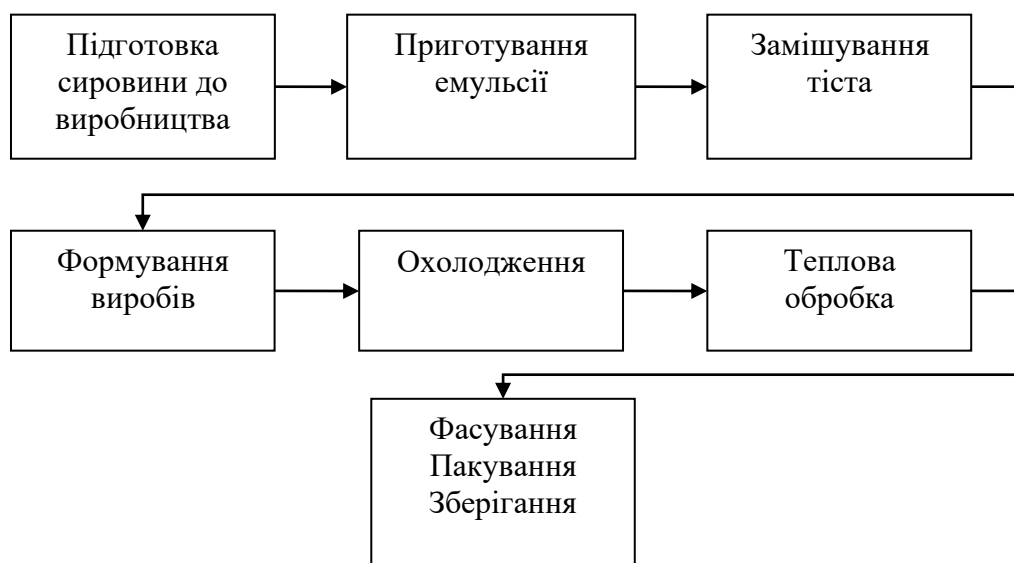 Підготовка
сировини до
виробництва
Приготування
емульсії
Замішування
тіста
Формування
виробів
Охолодження
Теплова
обробка
Фасування
Пакування
Зберігання